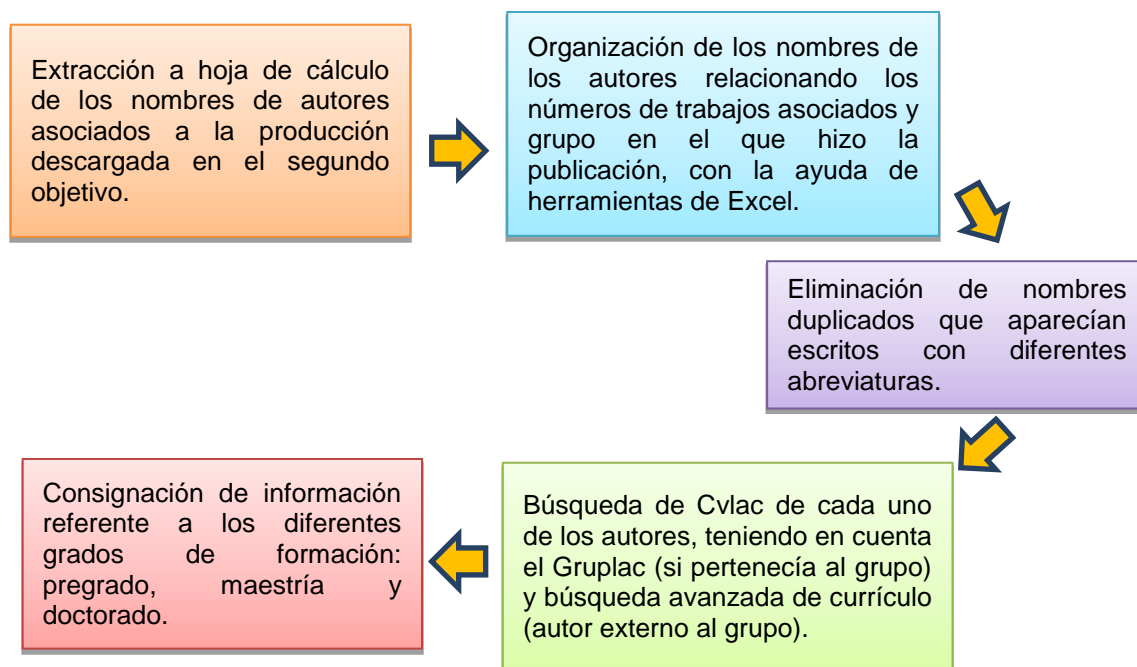 Extracción a hoja de cálculo
de los nombres de autores
asociados a la producción
descargada en el segundo
objetivo.
Organización de los nombres de
los autores relacionando los
números de trabajos asociados y
grupo en el que hizo la
publicación, con la ayuda de
herramientas de Excel.
Eliminación de nombres
duplicados que aparecían
escritos con diferentes
abreviaturas.
Búsqueda de Cvlac de cada uno
de los autores, teniendo en cuenta
el Gruplac (si pertenecía al grupo)
y búsqueda avanzada de currículo
(autor externo al grupo).
Consignación de información
referente a los diferentes
grados de formación:
pregrado, maestría y
doctorado.